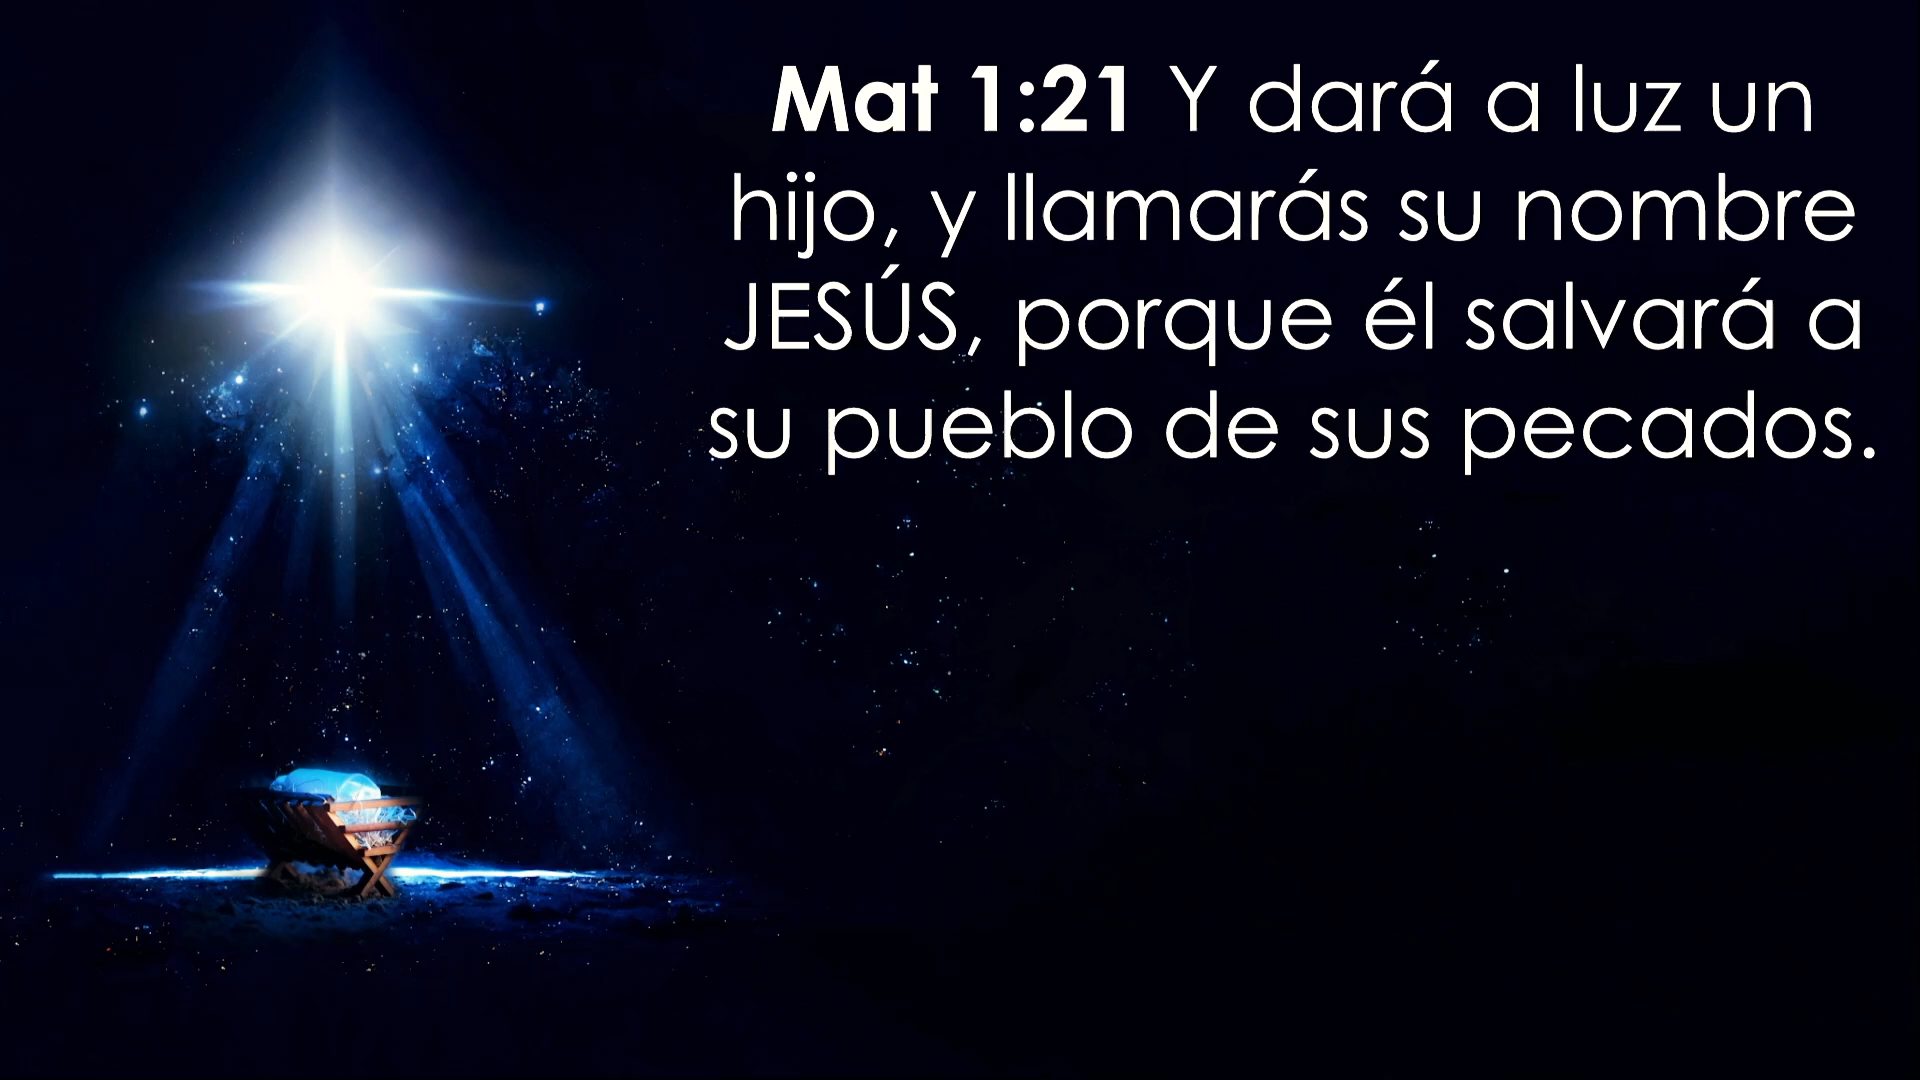 Mat 1:21 Y dará a luz un
hijo, y llamarás su nombre
JESÚS, porque él salvará a
su pueblo de sus pecados.